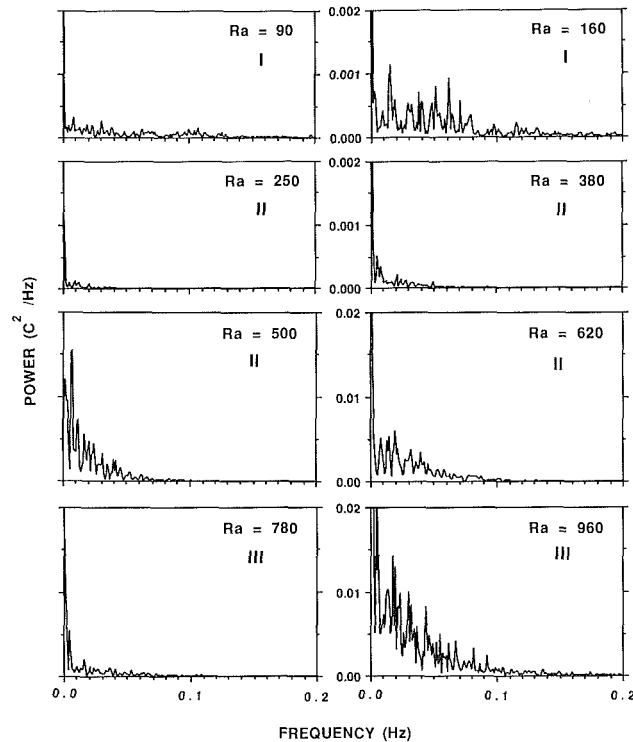 0.002
Ra = 90
I
Ra = 160
I
0.001
0.000
0.002
Ra = 250
II
Ra = 380
II
0.001
0.000
0.02
Ra = 500
II
Ra = 620
II
0.01
0.00
Ra = 780
III
Ra = 960
III
0.01
0.00
0.0
0.1
0.2
0.0
0.1
0.2
POWER (C² /Hz)
FREQUENCY (Hz)